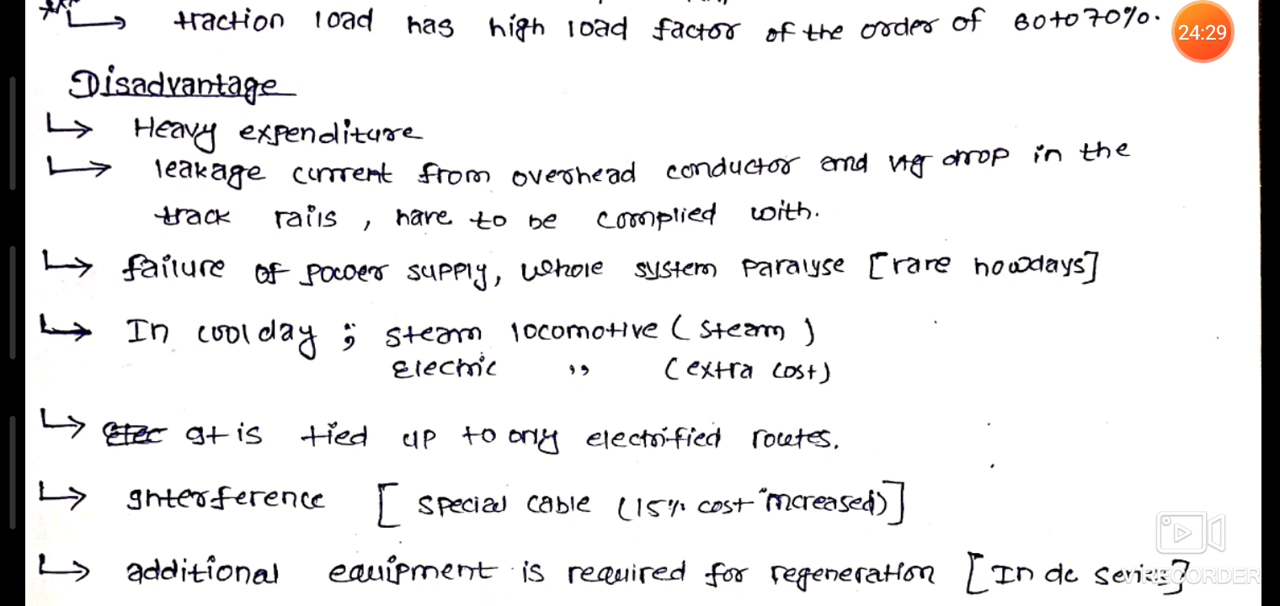 ↳ traction load has high load factor of the order of 60 to 70%.
24:29
Disadvantage
↳ Heavy expenditure
↳ leakage current from overhead conductor and vtg drop in the
track rails, have to be complied with.
↳ failure of power supply, whole system paralyse [rare nowdays]
↳ In cool day ; steam locomotive (steam)
Electric ,, (extra cost)
↳ It is tied up to only electrified routes.
↳ Interference [special cable (15% cost increased)]
↳ additional equipment is required for regeneration [In dc series]
VRECORDER